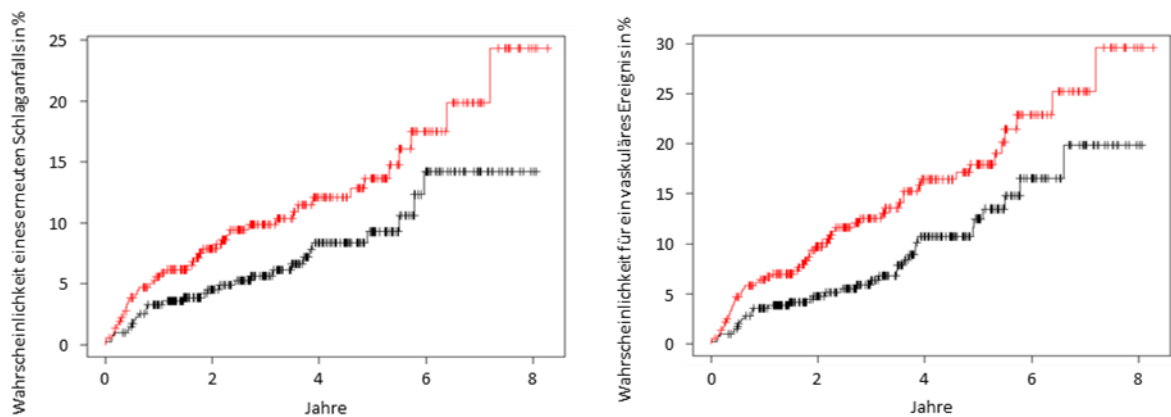 Wahrscheinlichkeit eines erneuten Schlaganfalls in %
25
20
15
10
5
0
0 2 4 6 8
Jahre
Wahrscheinlichkeit für ein vaskuläres Ereignis in %
30
25
20
15
10
5
0
0 2 4 6 8
Jahre